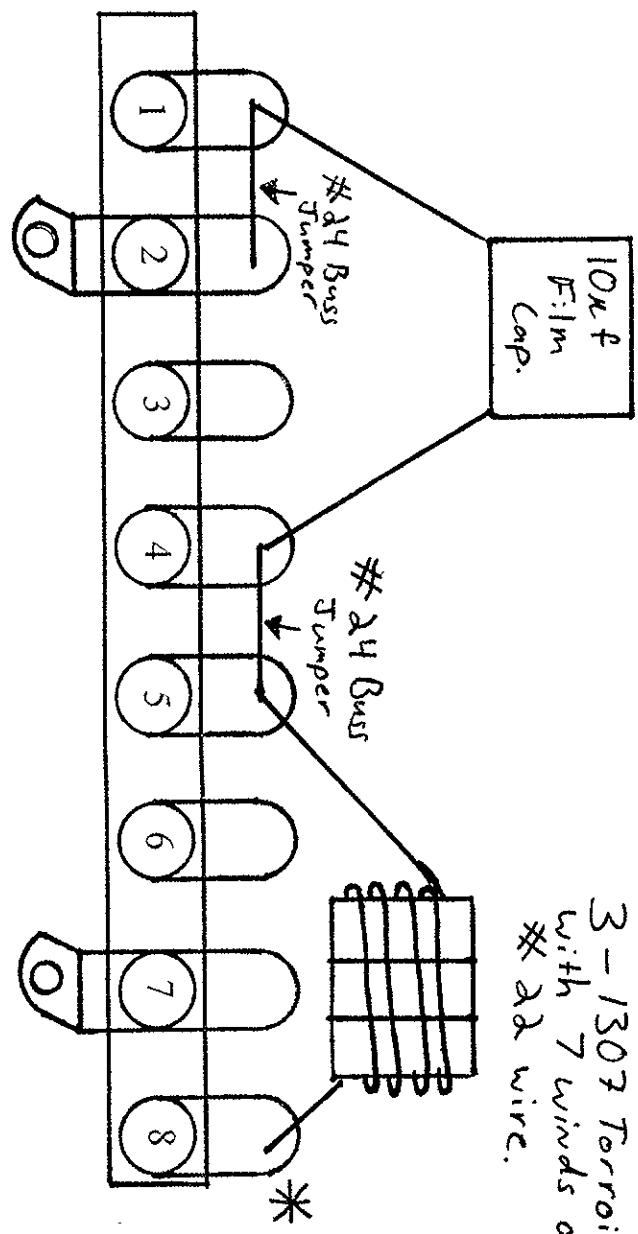 10nf
Film
Cap.
#24 Buss
Jumper
#24 Buss
Jumper
3-1307 Torroi
with 7 winds o
#22 wire.
1
2
3
4
5
6
7
8
*